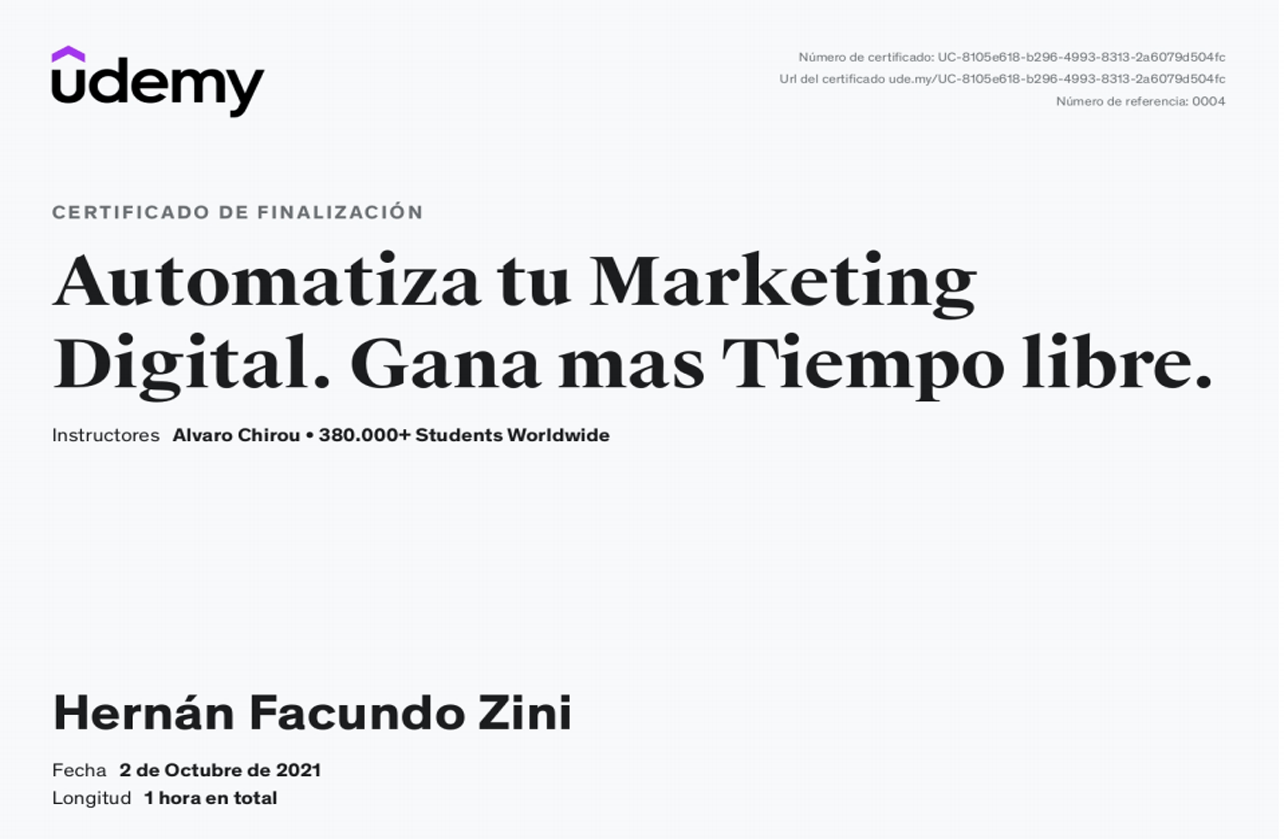 udemy
Número de certificado: UC-8105e618-b296-4993-8313-2a6079d504fc
Url del certificado ude.my/UC-8105e618-b296-4993-8313-2a6079d504fc
Número de referencia: 0004
CERTIFICADO DE FINALIZACIÓN
Automatiza tu Marketing
Digital. Gana mas Tiempo libre.
Instructores Alvaro Chirou • 380.000+ Students Worldwide
Hernán Facundo Zini
Fecha 2 de Octubre de 2021
Longitud 1 hora en total